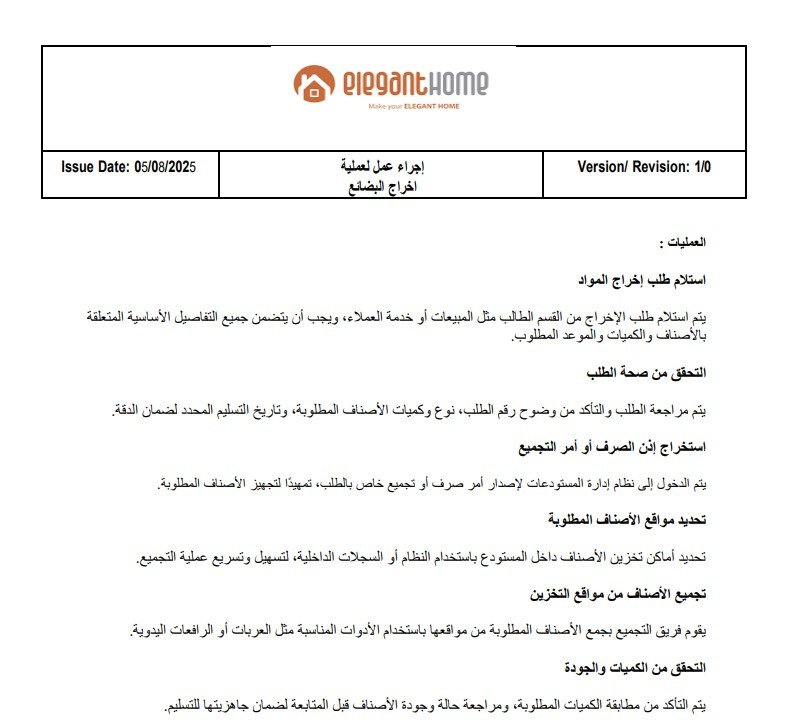 elegantHOME
Make your ELEGANT HOME
Issue Date: 05/08/2025
إجراء عمل لعملية
اخراج البضائع
Version/ Revision: 1/0
العمليات :
استلام طلب إخراج المواد
يتم استلام طلب الإخراج من القسم الطالب مثل المبيعات أو خدمة العملاء، ويجب أن يتضمن جميع التفاصيل الأساسية المتعلقة
بالأصناف والكميات والموعد المطلوب.
التحقق من صحة الطلب
يتم مراجعة الطلب والتأكد من وضوح رقم الطلب، نوع وكميات الأصناف المطلوبة، وتاريخ التسليم المحدد لضمان الدقة.
استخراج إذن الصرف أو أمر التجميع
يتم الدخول إلى نظام إدارة المستودعات لإصدار أمر صرف أو تجميع خاص بالطلب، تمهيدًا لتجهيز الأصناف المطلوبة.
تحديد مواقع الأصناف المطلوبة
تحديد أماكن تخزين الأصناف داخل المستودع باستخدام النظام أو السجلات الداخلية، لتسهيل وتسريع عملية التجميع.
تجميع الأصناف من مواقع التخزين
يقوم فريق التجميع بجمع الأصناف المطلوبة من مواقعها باستخدام الأدوات المناسبة مثل العربات أو الرافعات اليدوية.
التحقق من الكميات والجودة
يتم التأكد من مطابقة الكميات المطلوبة، ومراجعة حالة وجودة الأصناف قبل المتابعة لضمان جاهزيتها للتسليم.